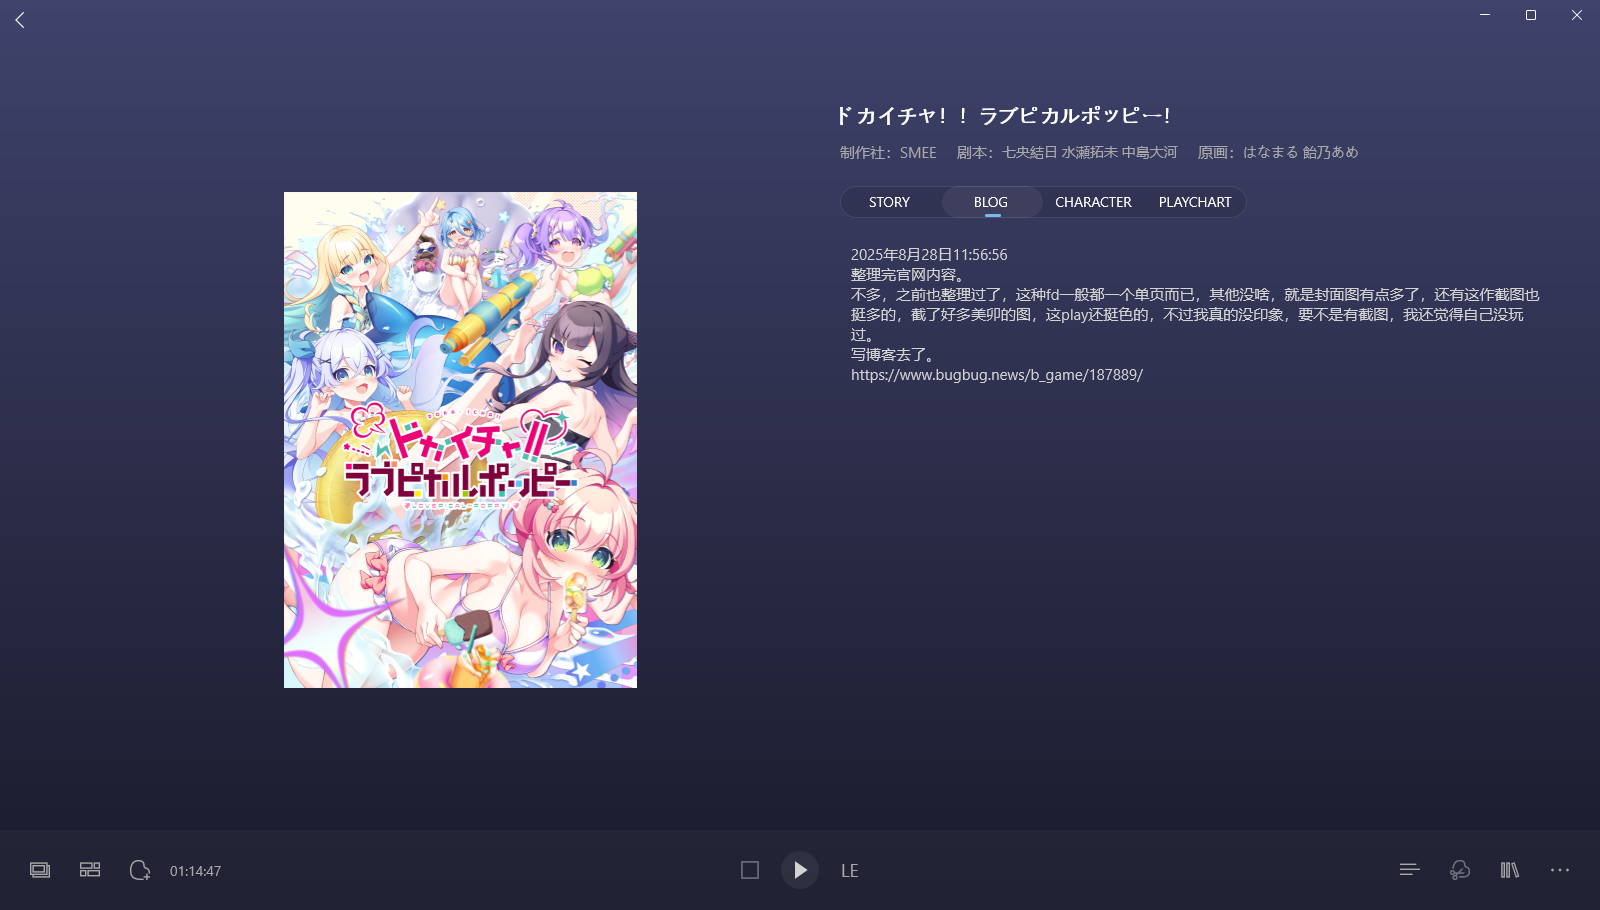 ドカイチャ！！ラブピカルポッピー！
制作社：SMEE 剧本：七央結日 水瀬拓未 中島大河 原画：はなまる 飴乃あめ
STORY BLOG CHARACTER PLAYCHART
2025年8月28日11:56:56
整理完官网内容。
不多，之前也整理过了，这种fd一般都一个单页而已，其他没啥，就是封面图有点多了，还有这作截图也
挺多的，截了好多美卯的图，这play还挺色的，不过我真的没印象，要不是有截图，我还觉得自己没玩
过。
写博客去了。
https://www.bugbug.news/b_game/187889/
ドカイチャ!!
ラブピカルポッピー
LOVEPICAL-POPPY!
01:14:47
LE